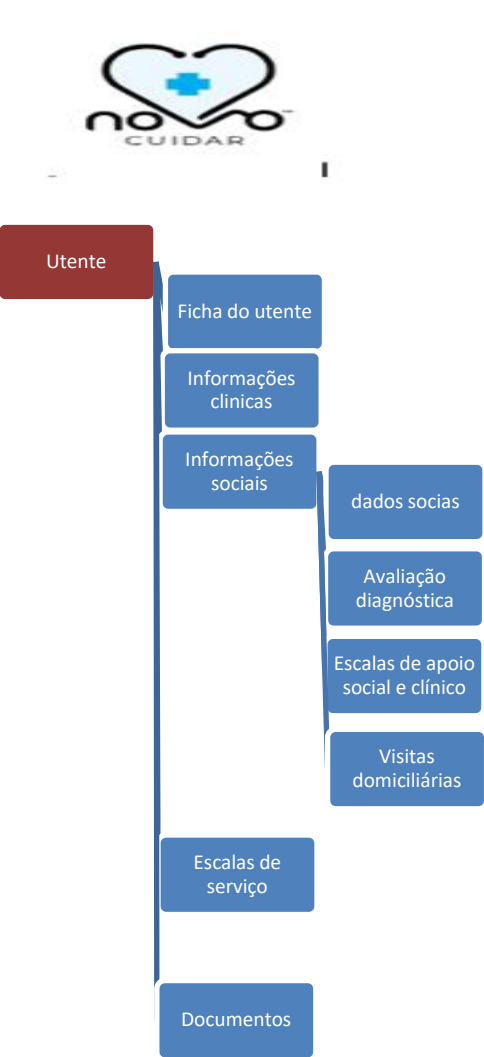 novo
CUIDAR
Utente
Ficha do utente
Informações
clinicas
Informações
sociais
dados socias
Avaliação
diagnóstica
Escalas de apoio
social e clínico
Visitas
domiciliárias
Escalas de
serviço
Documentos